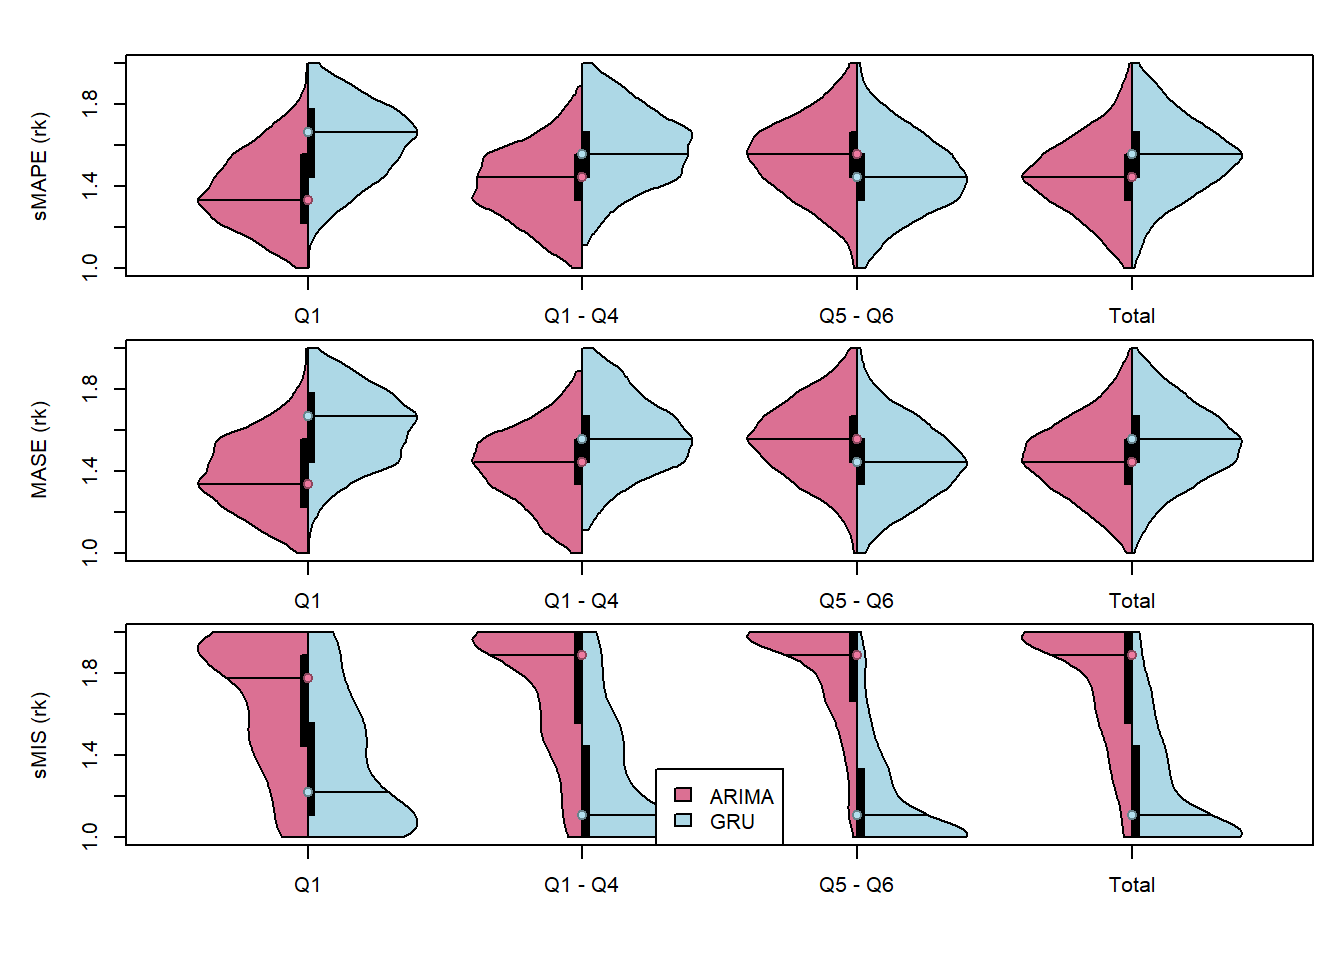 sMAPE (rk)
1.8
1.4
1.0
Q1
Q1 - Q4
Q5 - Q6
Total
MASE (rk)
1.8
1.4
1.0
Q1
Q1 - Q4
Q5 - Q6
Total
sMIS (rk)
1.8
1.4
1.0
ARIMA
GRU
Q1
Q1 - Q4
Q5 - Q6
Total